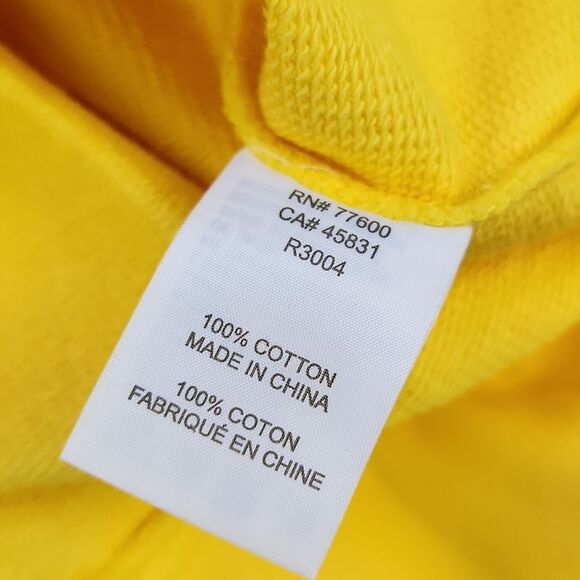 RN# 77600
CA# 45831
R3004
100% COTTON
MADE IN CHINA
100% COTON
FABRIQUÉ EN CHINE